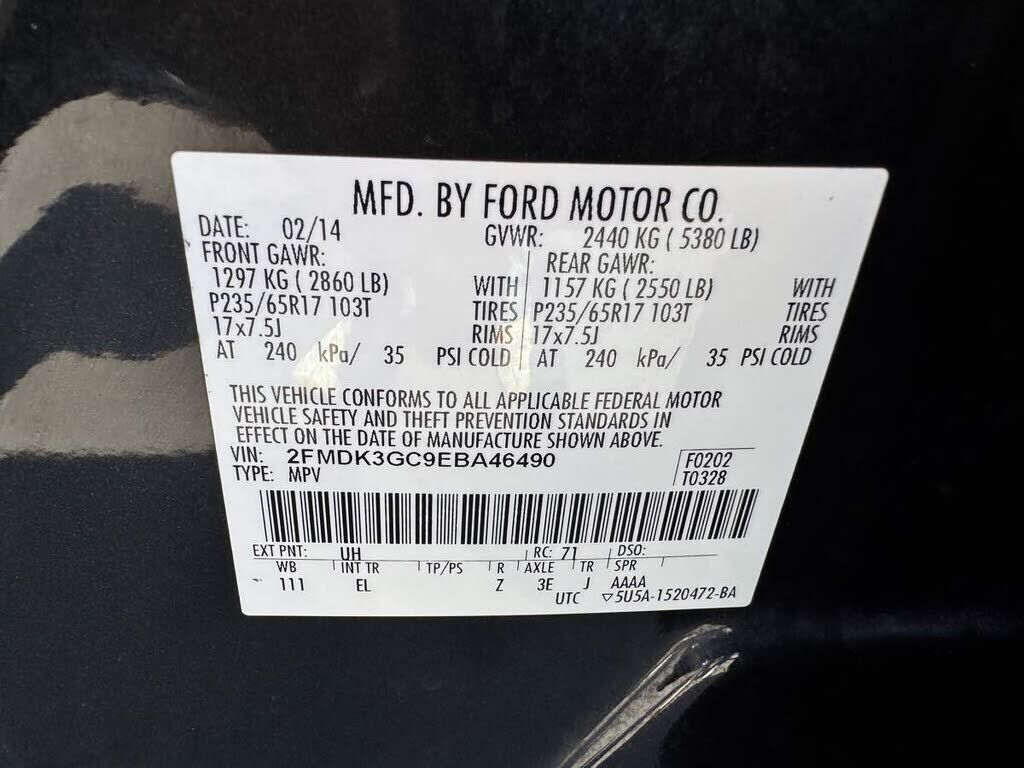 MFD. BY FORD MOTOR CO.
DATE: 02/14 GVWR: 2440 KG ( 5380 LB)
FRONT GAWR: REAR GAWR:
1297 KG ( 2860 LB) WITH 1157 KG ( 2550 LB) WITH
P235/65R17 103T TIRES P235/65R17 103T TIRES
17x7.5J RIMS 17x7.5J RIMS
AT 240 kPa/ 35 PSI COLD AT 240 kPa/ 35 PSI COLD
THIS VEHICLE CONFORMS TO ALL APPLICABLE FEDERAL MOTOR
VEHICLE SAFETY AND THEFT PREVENTION STANDARDS IN
EFFECT ON THE DATE OF MANUFACTURE SHOWN ABOVE.
VIN: 2FMDK3GC9EBA46490 F0202
TYPE: MPV T0328
EXT PNT: UH RC: 71 DSO:
WB INT TR TP/PS R AXLE TR SPR
111 EL Z 3E J AAAA
UTC ▽5U5A-1520472-BA